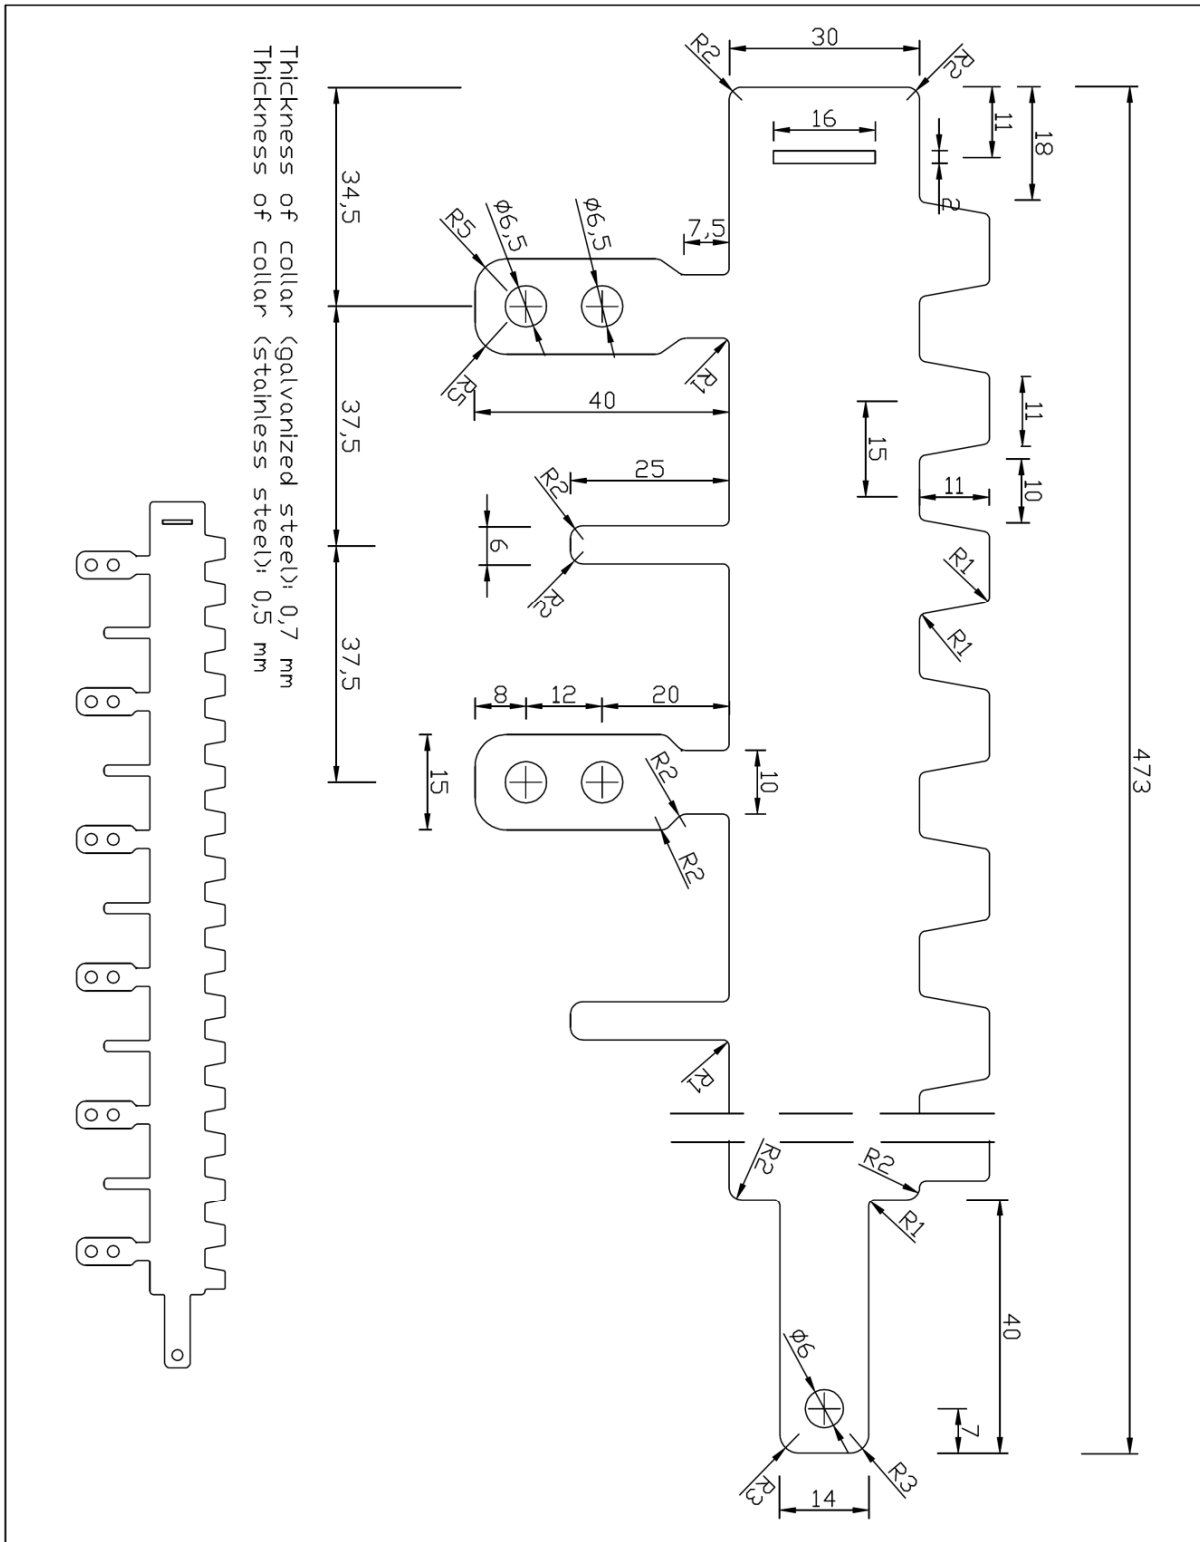 30
R2
R2
11
18
16
2
34,5
7,5
Ø6,5
Ø6,5
R5
R5
R1
40
37,5
11
15
10
11
25
R2
R2
6
R1
R1
37,5
8
12
20
15
10
R2
R2
473
R1
R2
R2
R1
40
Ø6
7
R3
R3
14
Thickness of collar (galvanized steel): 0,7 mm
Thickness of collar (stainless steel): 0,5 mm